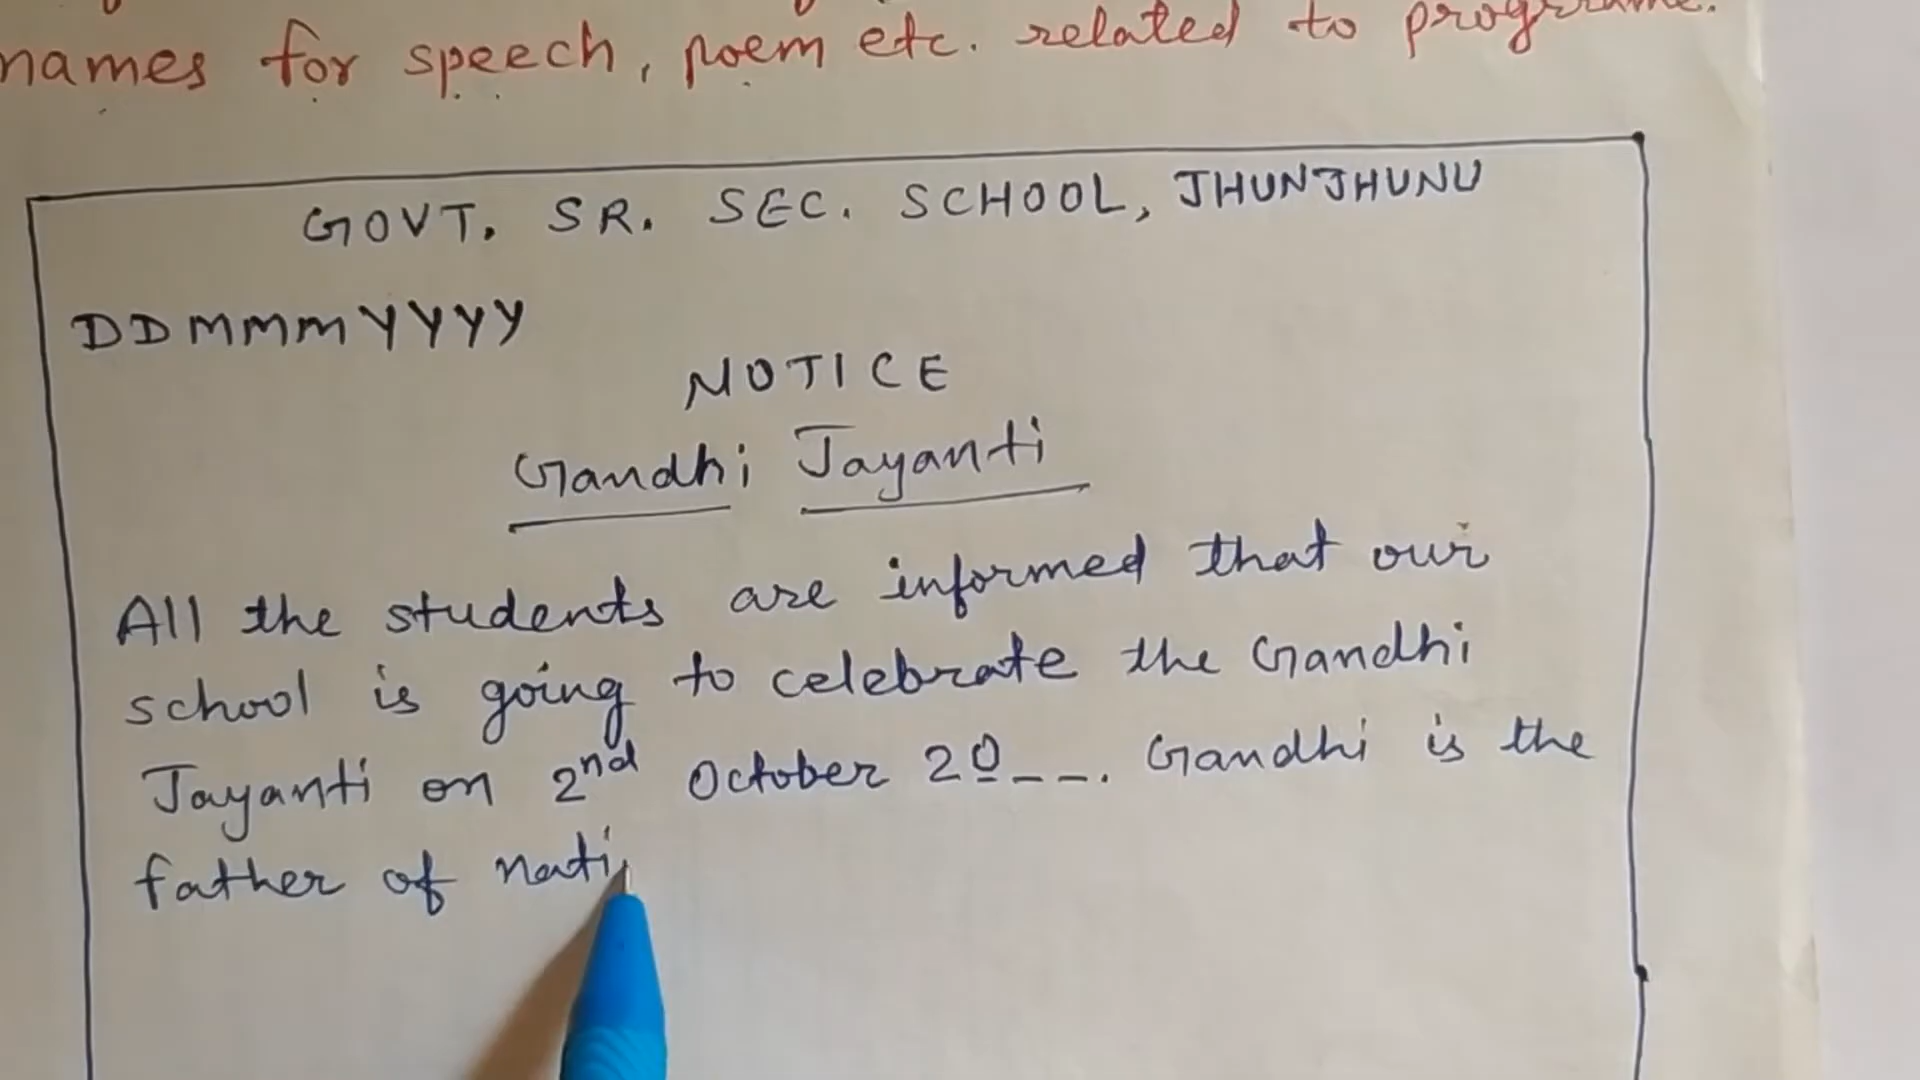 names for speech, poem etc. related to programme.
GOVT. SR. SEC. SCHOOL, JHUNJHUNU
DDMMMYYYY
NOTICE
Gandhi Jayanti
All the students are informed that our
school is going to celebrate the Gandhi
Jayanti on 2nd October 20__. Gandhi is the
father of nati